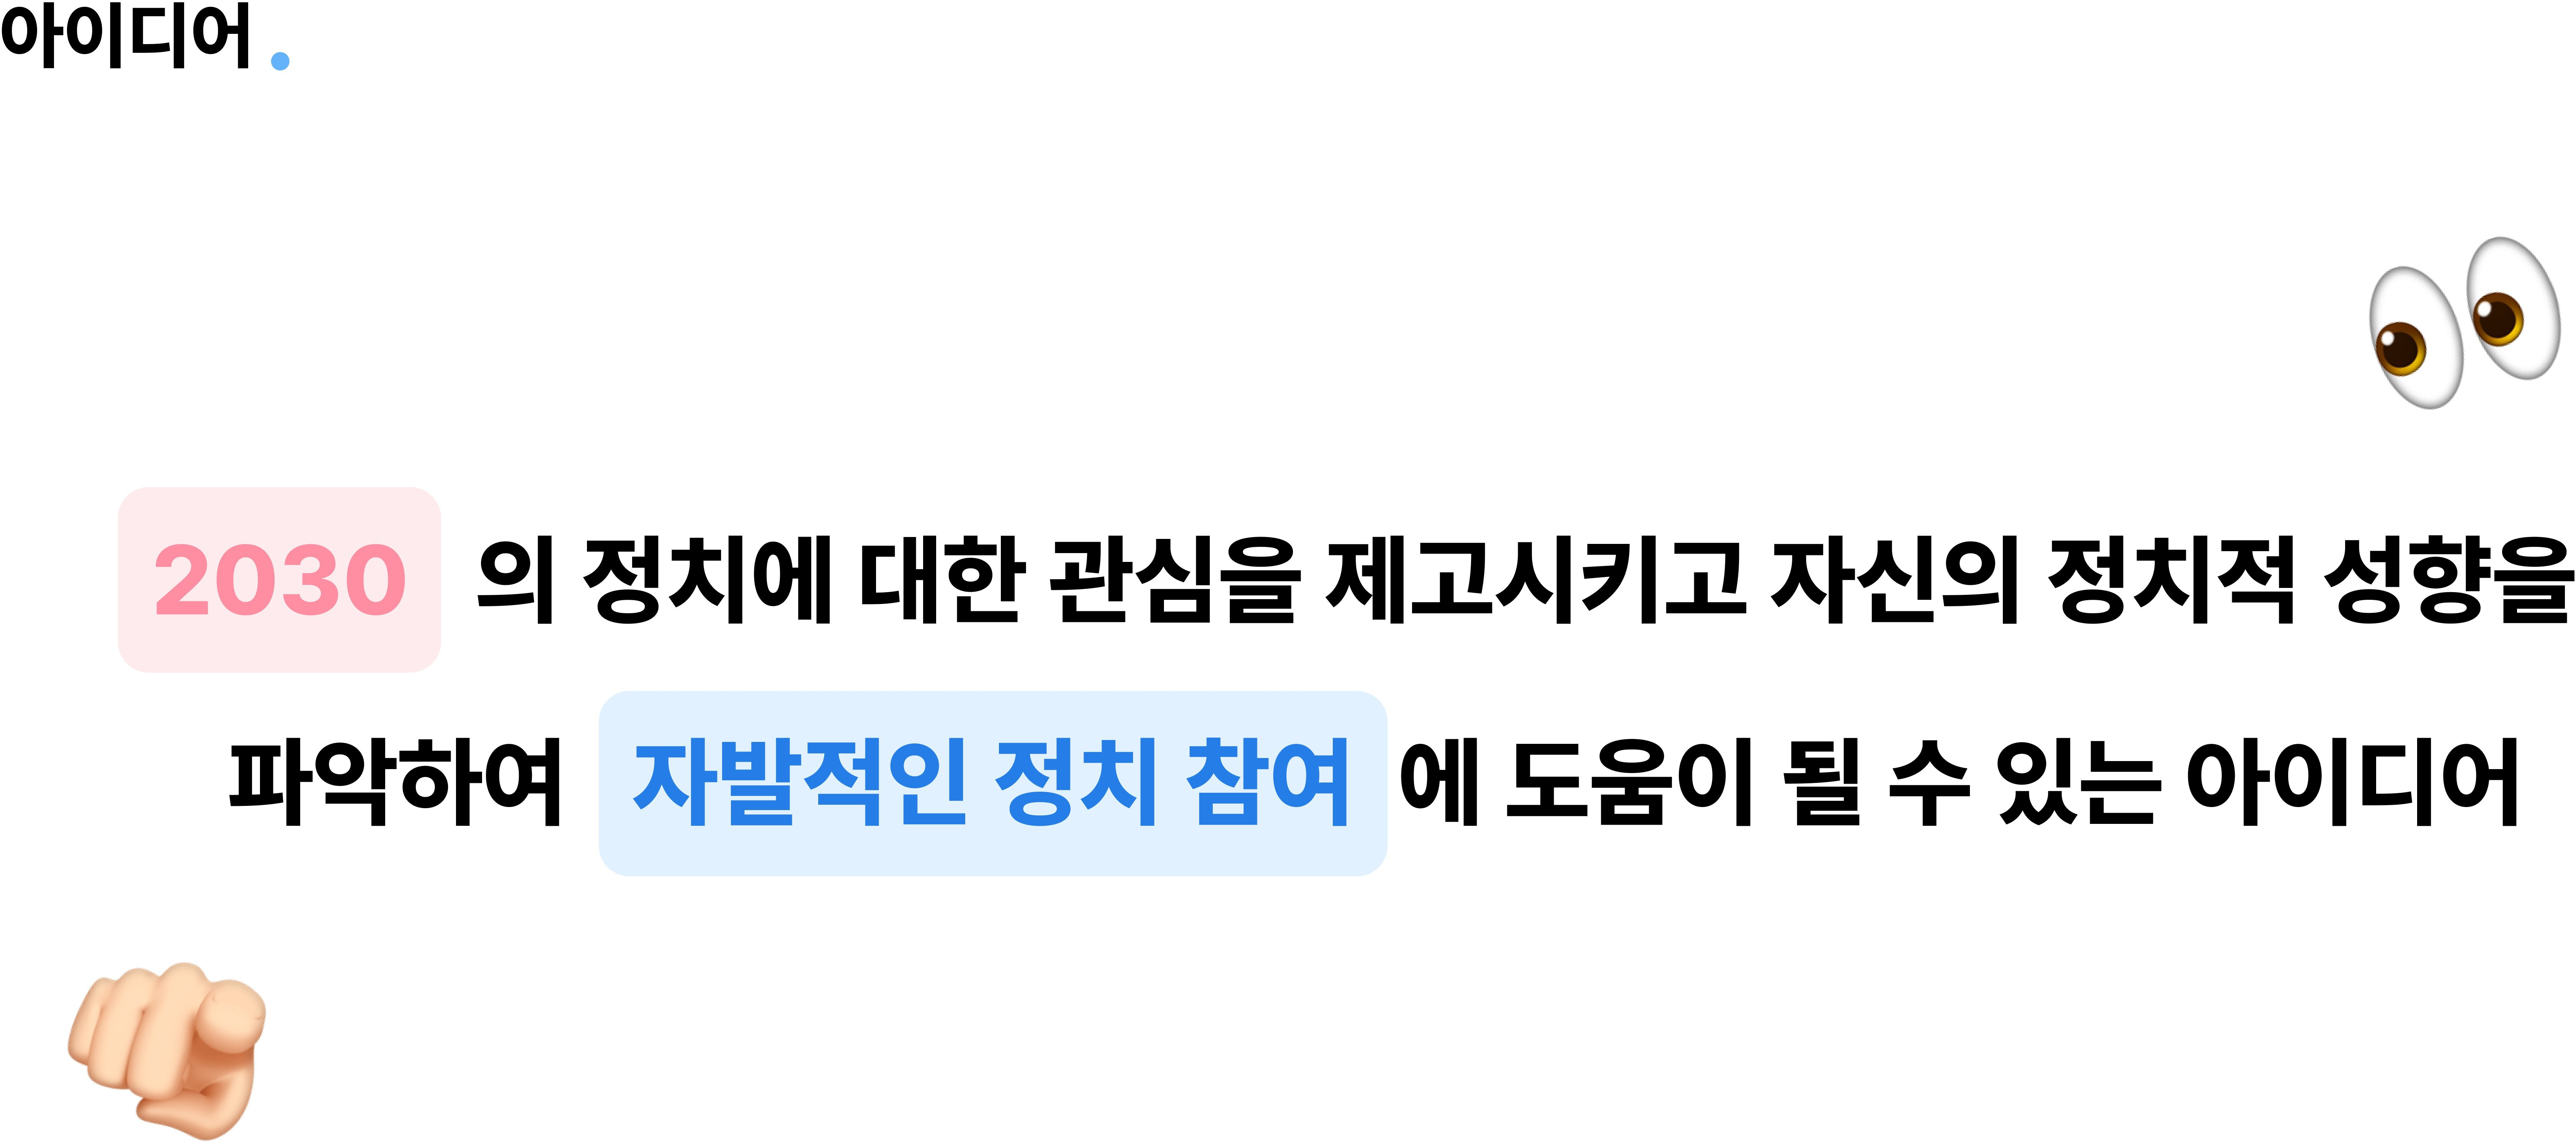 아이디어
2030 의 정치에 대한 관심을 제고시키고 자신의 정치적 성향을
파악하여 자발적인 정치 참여 에 도움이 될 수 있는 아이디어